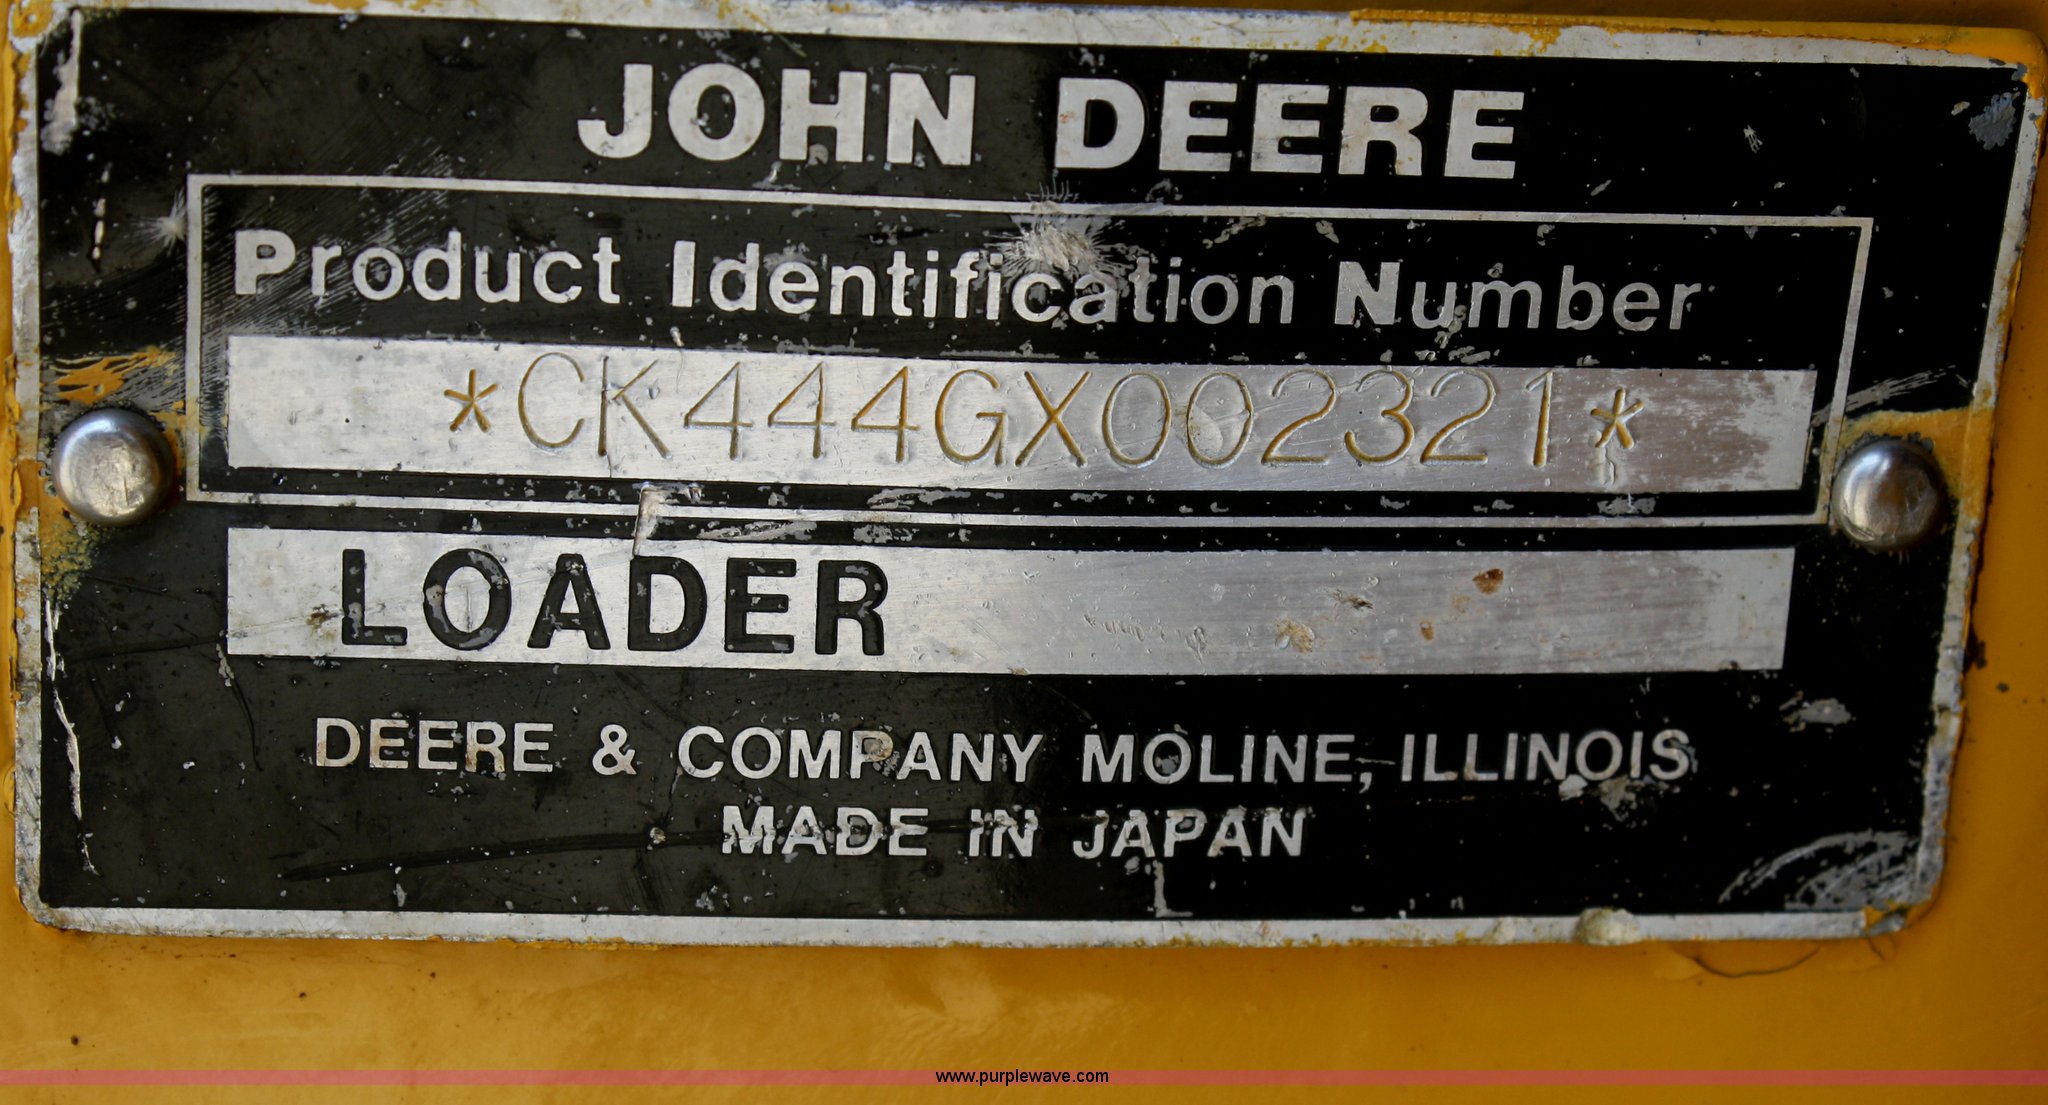 JOHN DEERE
Product Identification Number
*CK444GX002321*
LOADER
DEERE & COMPANY MOLINE, ILLINOIS
MADE IN JAPAN
www.purplewave.com